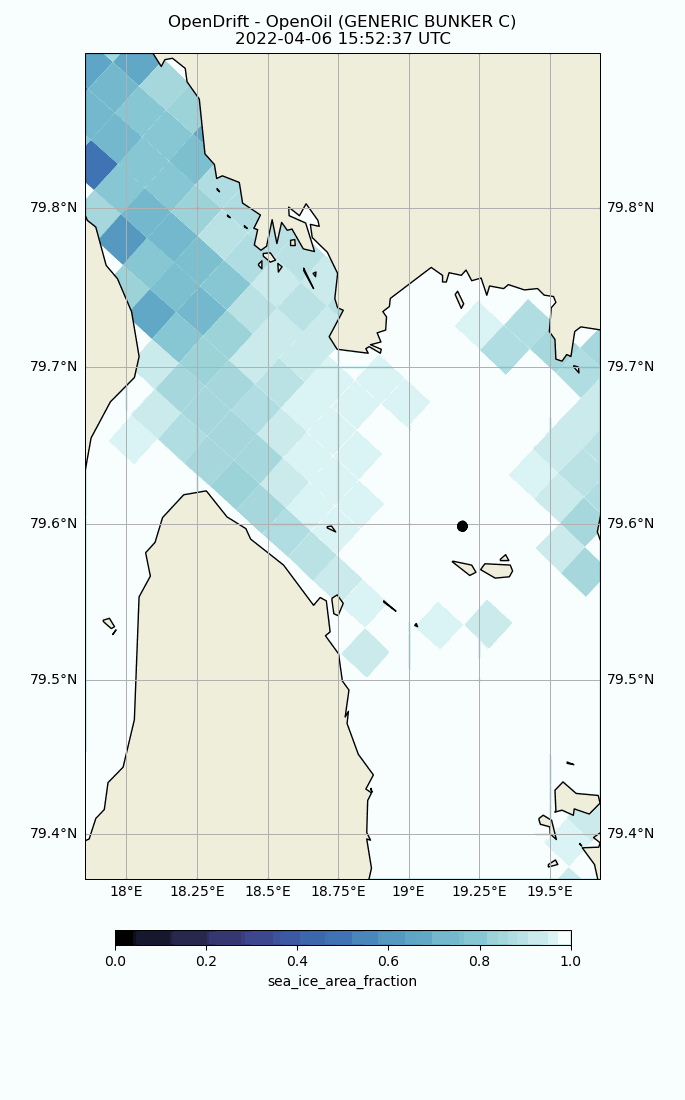 OpenDrift - OpenOil (GENERIC BUNKER C)
2022-04-06 15:52:37 UTC
79.8°N 79.8°N
79.7°N 79.7°N
79.6°N 79.6°N
79.5°N 79.5°N
79.4°N 79.4°N
18°E 18.25°E 18.5°E 18.75°E 19°E 19.25°E 19.5°E
0.0 0.2 0.4 0.6 0.8 1.0
sea_ice_area_fraction